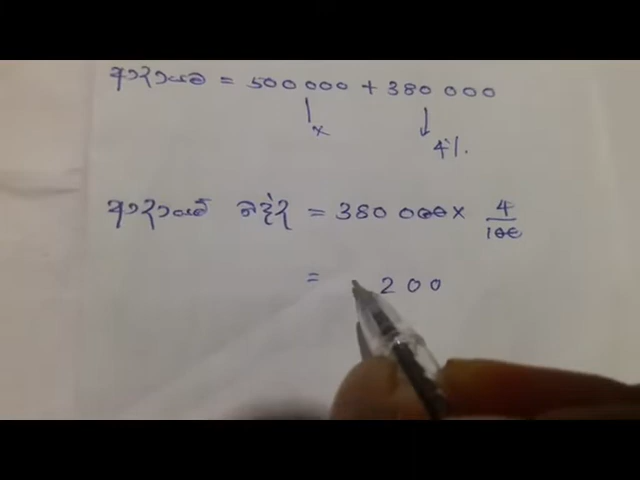 ආදායම = 500 000 + 380 000
x
4%.
ආදායම් බද්ද = 380 000 x 4/100
= 200